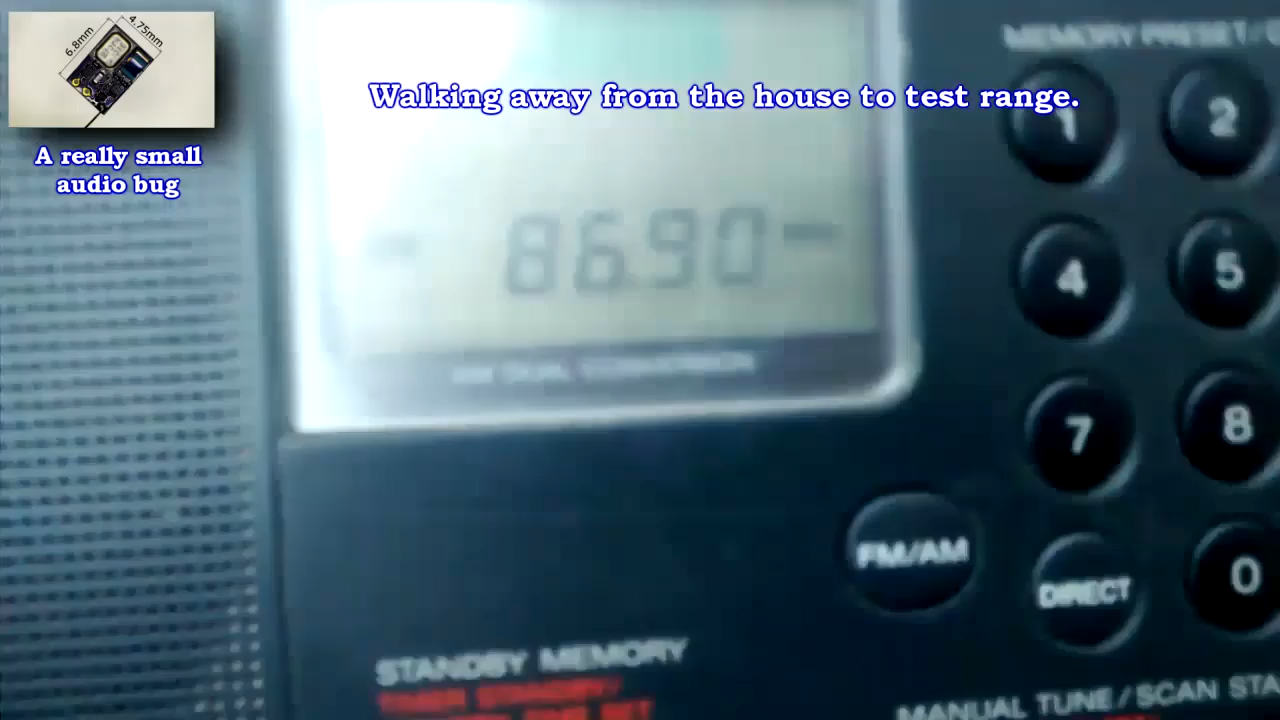 6.8mm
4.75mm
A really small
audio bug
Walking away from the house to test range.
MEMORY PRESET/
86.90
1
2
4
5
7
8
FM/AM
DIRECT
0
STANDBY MEMORY
MANUAL TUNE/SCAN STA